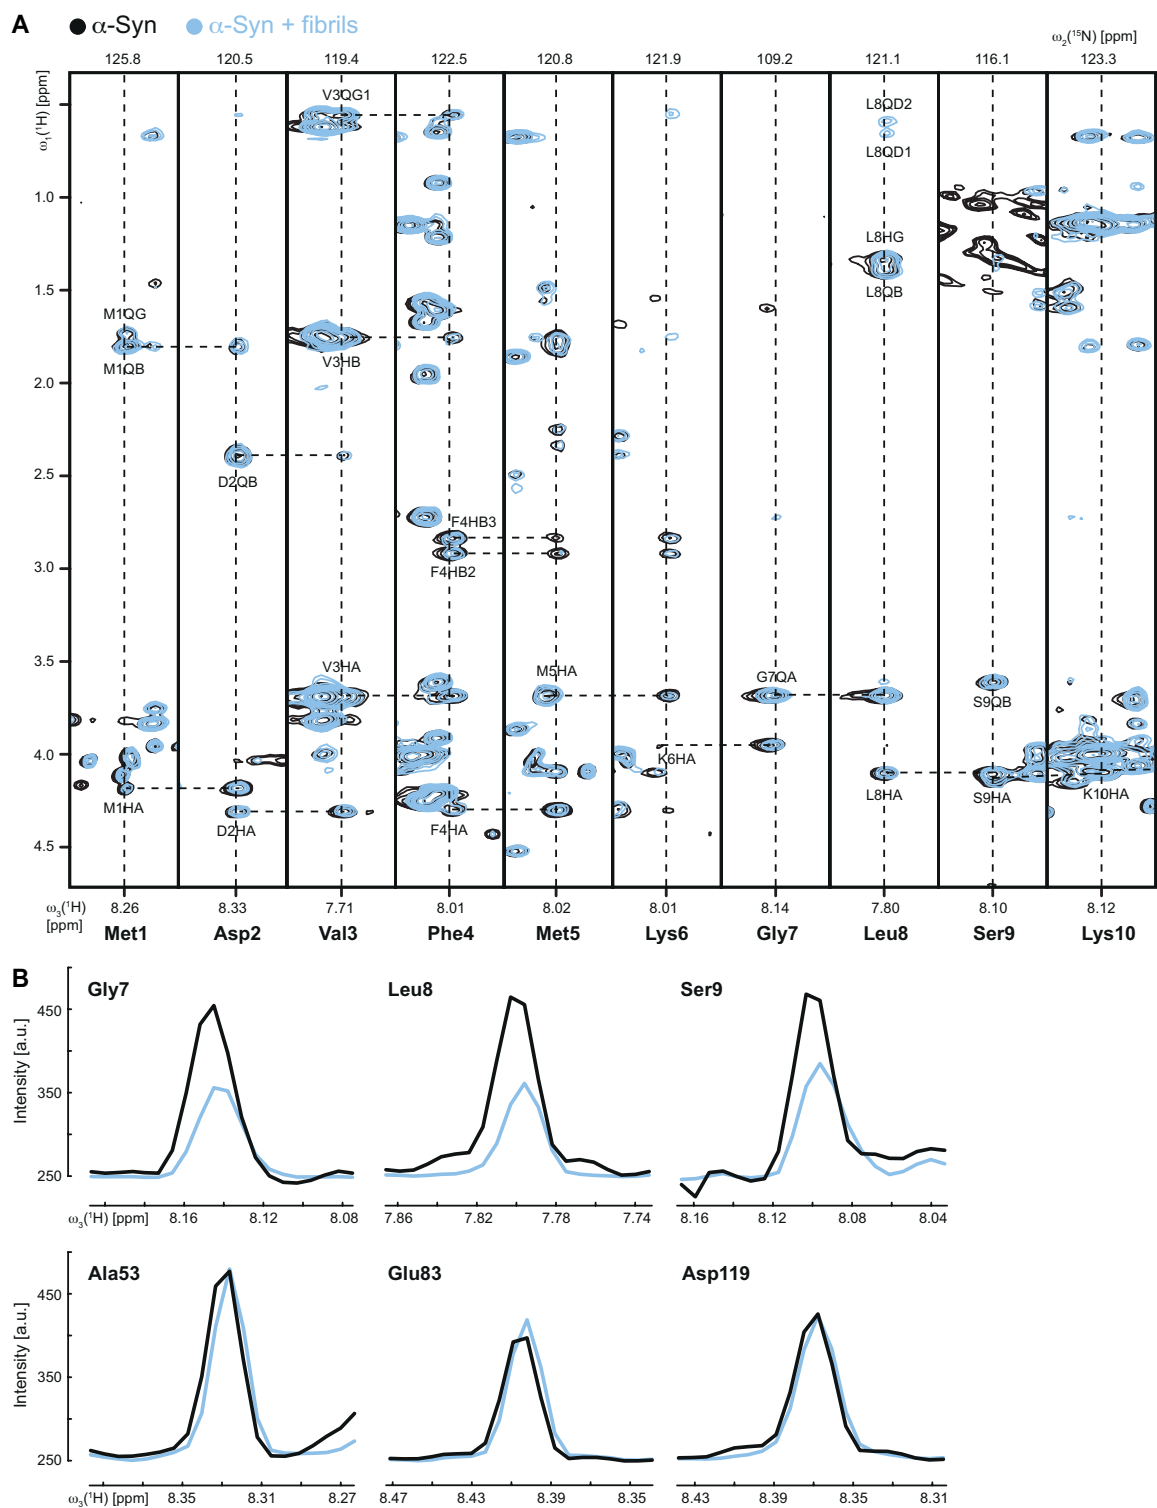 A
α-Syn α-Syn + fibrils
ω2(15N) [ppm]
125.8 120.5 119.4 122.5 120.8 121.9 109.2 121.1 116.1 123.3
ω1(1H) [ppm]
V3QG1 L8QD2
L8QD1
1.0
L8HG
L8QB
1.5
M1QG
M1QB V3HB
2.0
2.5
D2QB
F4HB3
F4HB2
3.0
3.5
V3HA M5HA G7QA
S9QB
4.0
K6HA
M1HA L8HA S9HA K10HA
D2HA F4HA
4.5
ω3(1H) [ppm]
8.26 8.33 7.71 8.01 8.02 8.01 8.14 7.80 8.10 8.12
Met1 Asp2 Val3 Phe4 Met5 Lys6 Gly7 Leu8 Ser9 Lys10
B
Gly7 Leu8 Ser9
Intensity [a.u.]
450
350
250
ω3(1H) [ppm]
8.16 8.12 8.08 7.86 7.82 7.78 7.74 8.16 8.12 8.08 8.04
Ala53 Glu83 Asp119
Intensity [a.u.]
450
350
250
ω3(1H) [ppm]
8.35 8.31 8.27 8.47 8.43 8.39 8.35 8.43 8.39 8.35 8.31